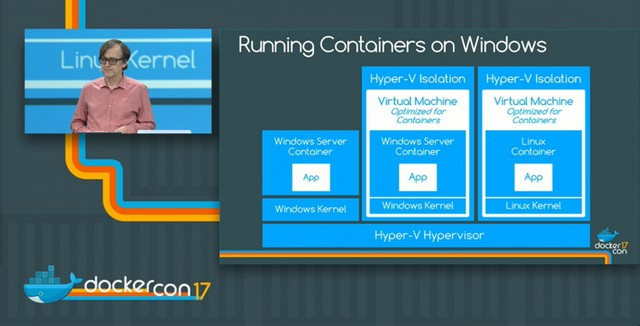 Linux Kernel
Running Containers on Windows
Hyper-V Isolation
Virtual Machine
Optimized for
Containers
Windows Server
Container
App
Windows Kernel
Hyper-V Isolation
Virtual Machine
Optimized for
Containers
Linux
Container
App
Linux Kernel
Windows Server
Container
App
Windows Kernel
Hyper-V Hypervisor
docker 17
con
dockercon 17